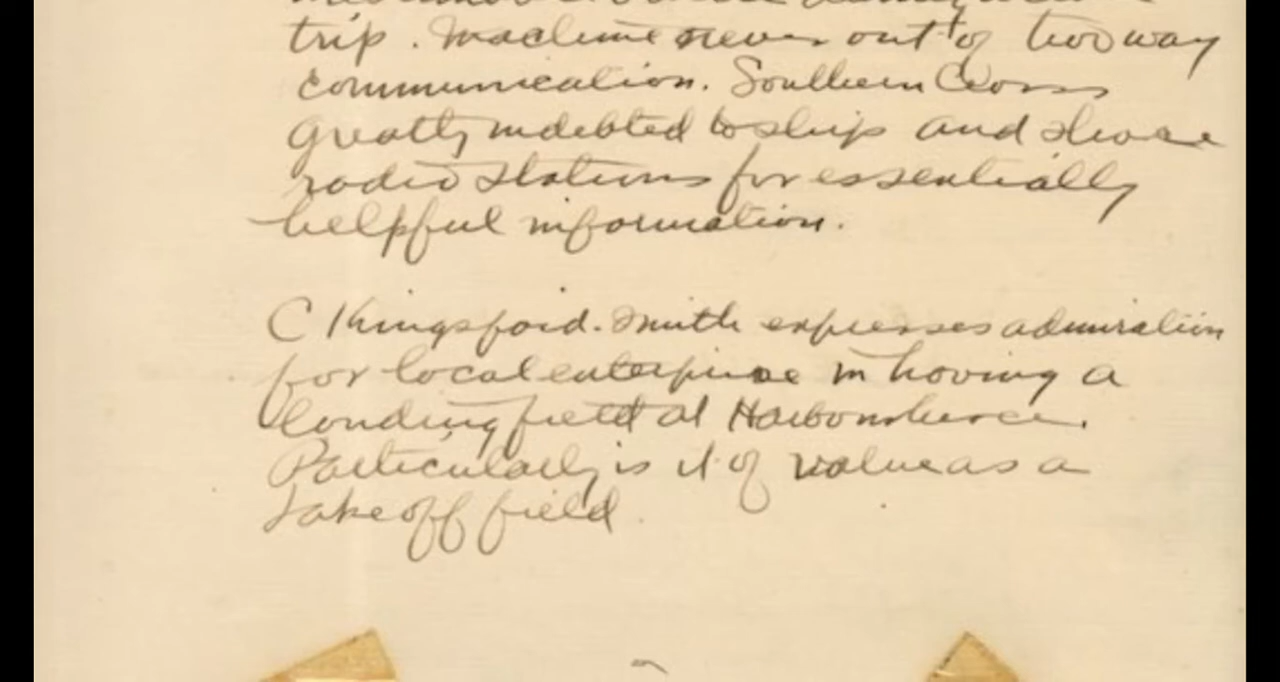 trip. Machine never out of two way
communication. Southern Cross
greatly indebted to ship and shore
radio stations for essentially
helpful information.
C Kingsford-Smith expresses admiration
for local enterprise in having a
landing field at Harbour Grace.
Particularly is it of value as a
take off field.